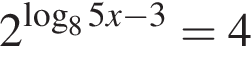 $2^{\log_8 5x-3} = 4$